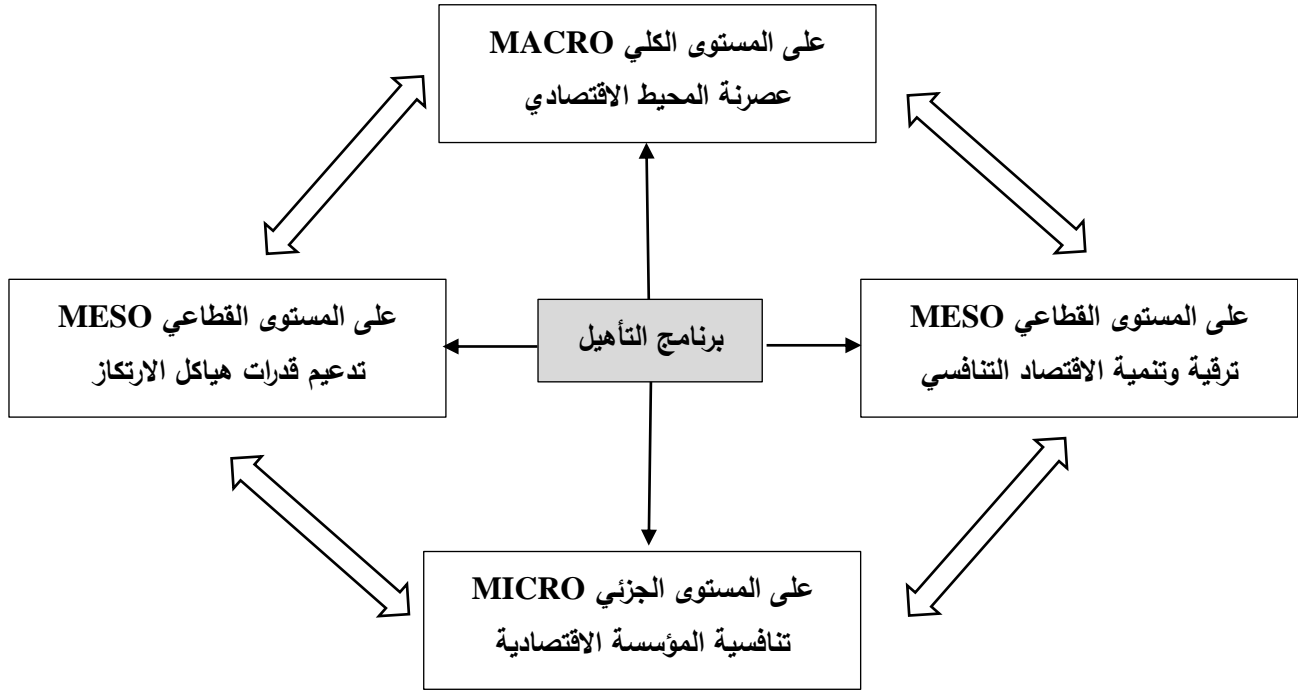 على المستوى الكلي MACRO
عصرنة المحيط الاقتصادي
على المستوى القطاعي MESO
ترقية وتنمية الاقتصاد التنافسي
برنامج التأهيل
على المستوى القطاعي MESO
تدعيم قدرات هياكل الارتكاز
على المستوى الجزئي MICRO
تنافسية المؤسسة الاقتصادية